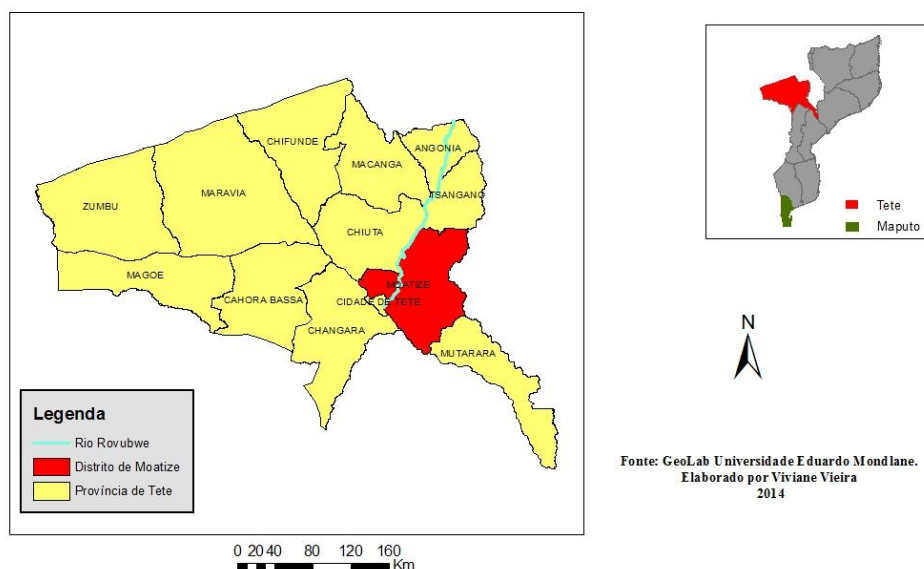 CHIFUNDE
ANGONIA
MACANGA
TSANGANO
MARAVIA
ZUMBU
CHIUTA
MAGOE
MOATIZE
CAHORA BASSA
CIDADE DE TETE
CHANGARA
MUTARARA
Legenda
Rio Rovubwe
Distrito de Moatize
Província de Tete
0 20 40 80 120 160
Km
Tete
Maputo
N
Fonte: GeoLab Universidade Eduardo Mondlane.
Elaborado por Viviane Vieira
2014